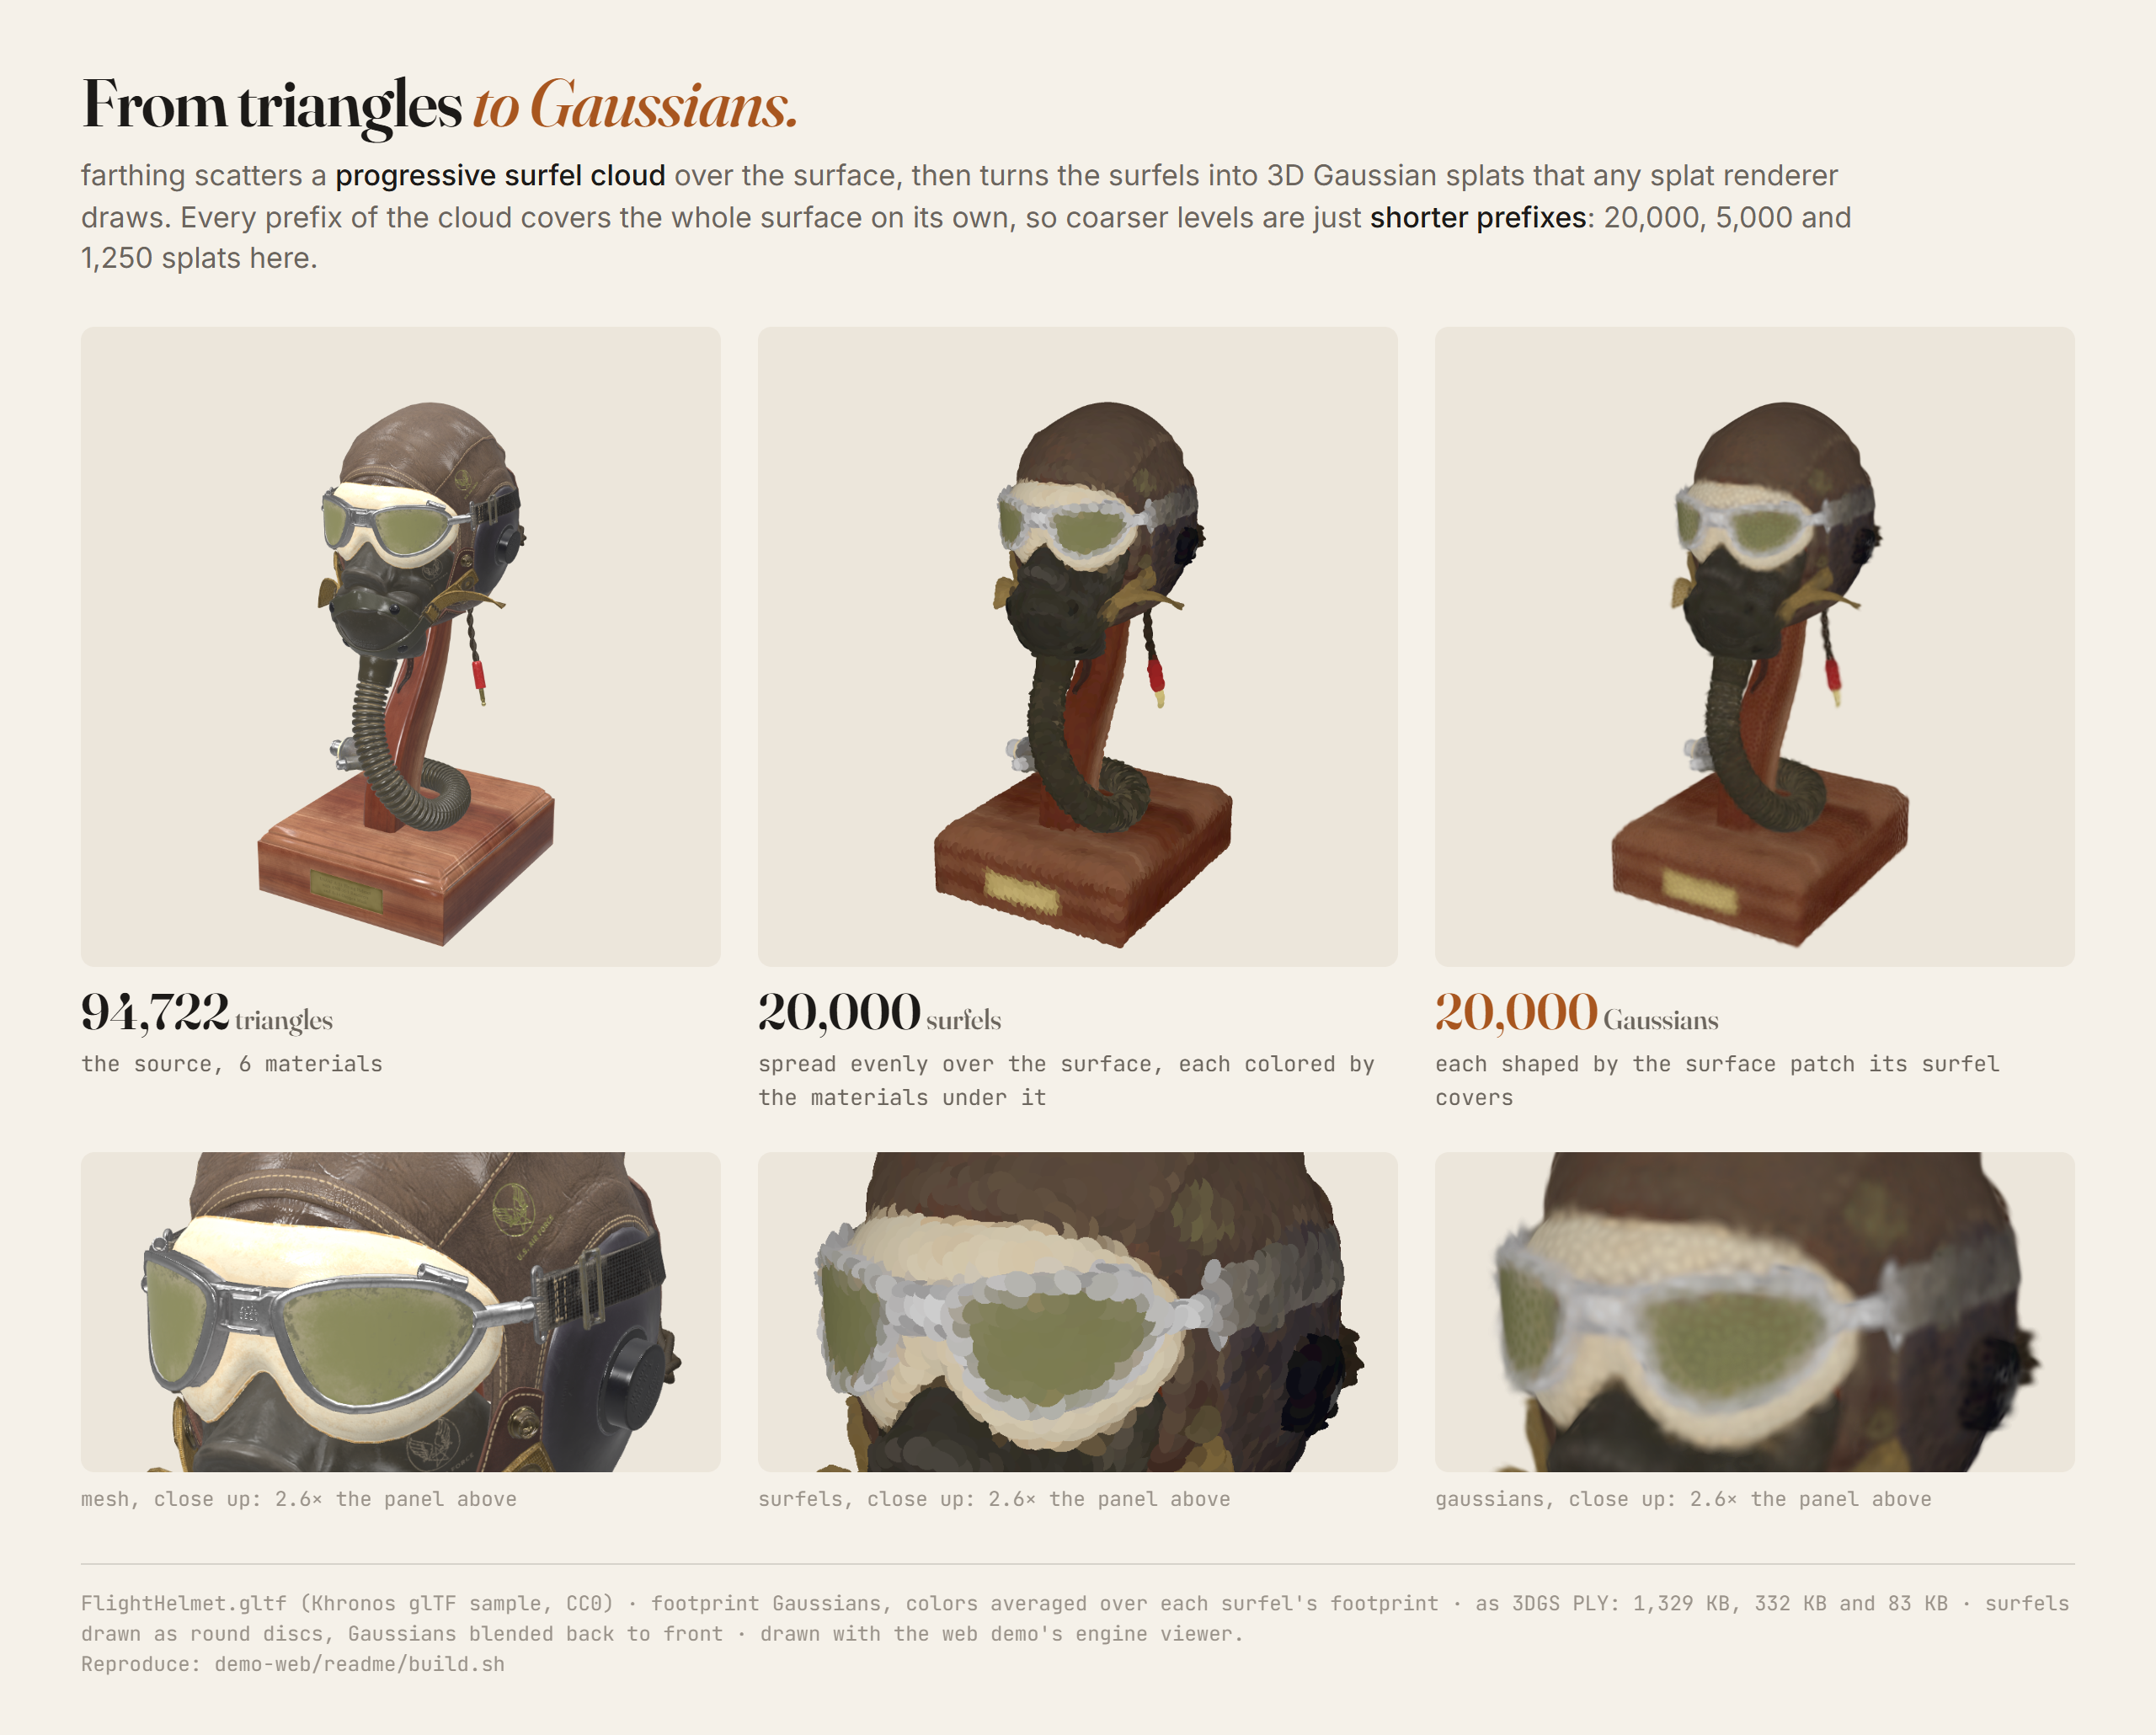 From triangles to Gaussians.
farthing scatters a progressive surfel cloud over the surface, then turns the surfels into 3D Gaussian splats that any splat renderer
draws. Every prefix of the cloud covers the whole surface on its own, so coarser levels are just shorter prefixes: 20,000, 5,000 and
1,250 splats here.
94,722 triangles
the source, 6 materials
20,000 surfels
spread evenly over the surface, each colored by
the materials under it
20,000 Gaussians
each shaped by the surface patch its surfel
covers
mesh, close up: 2.6× the panel above
surfels, close up: 2.6× the panel above
gaussians, close up: 2.6× the panel above
FlightHelmet.gltf (Khronos glTF sample, CC0) · footprint Gaussians, colors averaged over each surfel's footprint · as 3DGS PLY: 1,329 KB, 332 KB and 83 KB · surfels
drawn as round discs, Gaussians blended back to front · drawn with the web demo's engine viewer.
Reproduce: demo-web/readme/build.sh